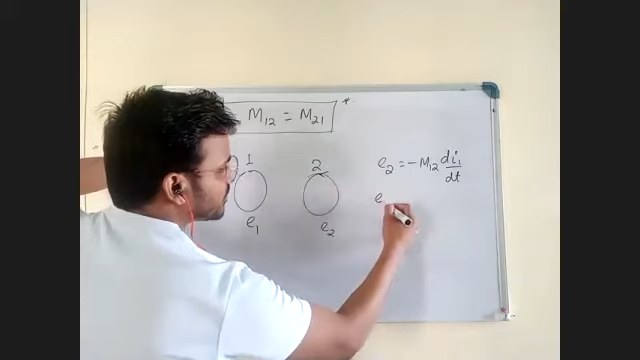 M₁₂ = M₂₁
1 2
e₂ = - M₁₂ di₁/dt
e
e₁ e₂